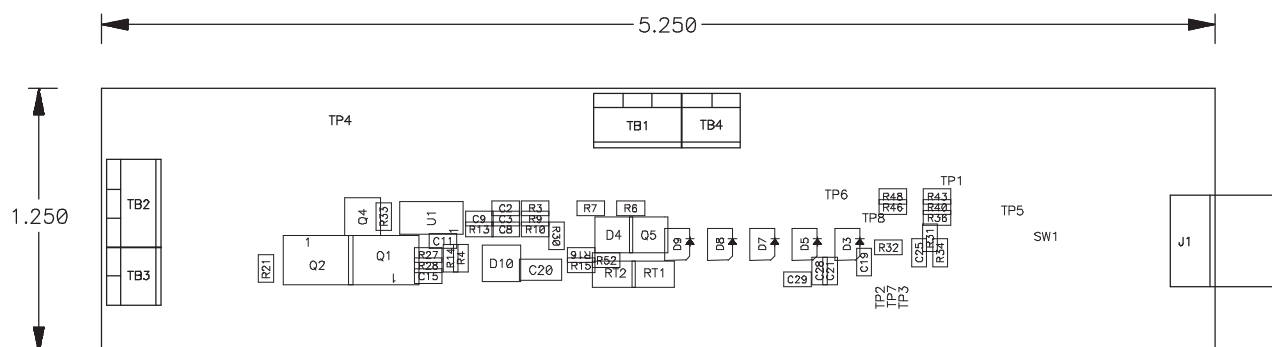 5.250
1.250
TP4
TB1
TB4
TB2
TB3
Q4
R33
U1
1
C2
R3
C9
C3
R9
R13
C8
R10
R30
C11
R7
R6
D4
Q5
D9
D8
D7
D5
D3
TP6
TP8
R48
R46
TP1
R43
R40
R36
TP5
SW1
J1
1
Q2
Q1
1
R21
R27
R28
C15
R14
R4
D10
C20
R16
R15
R52
RT2
RT1
C29
C28
C21
C19
R32
C25
R31
R34
TP2
TP7
TP3